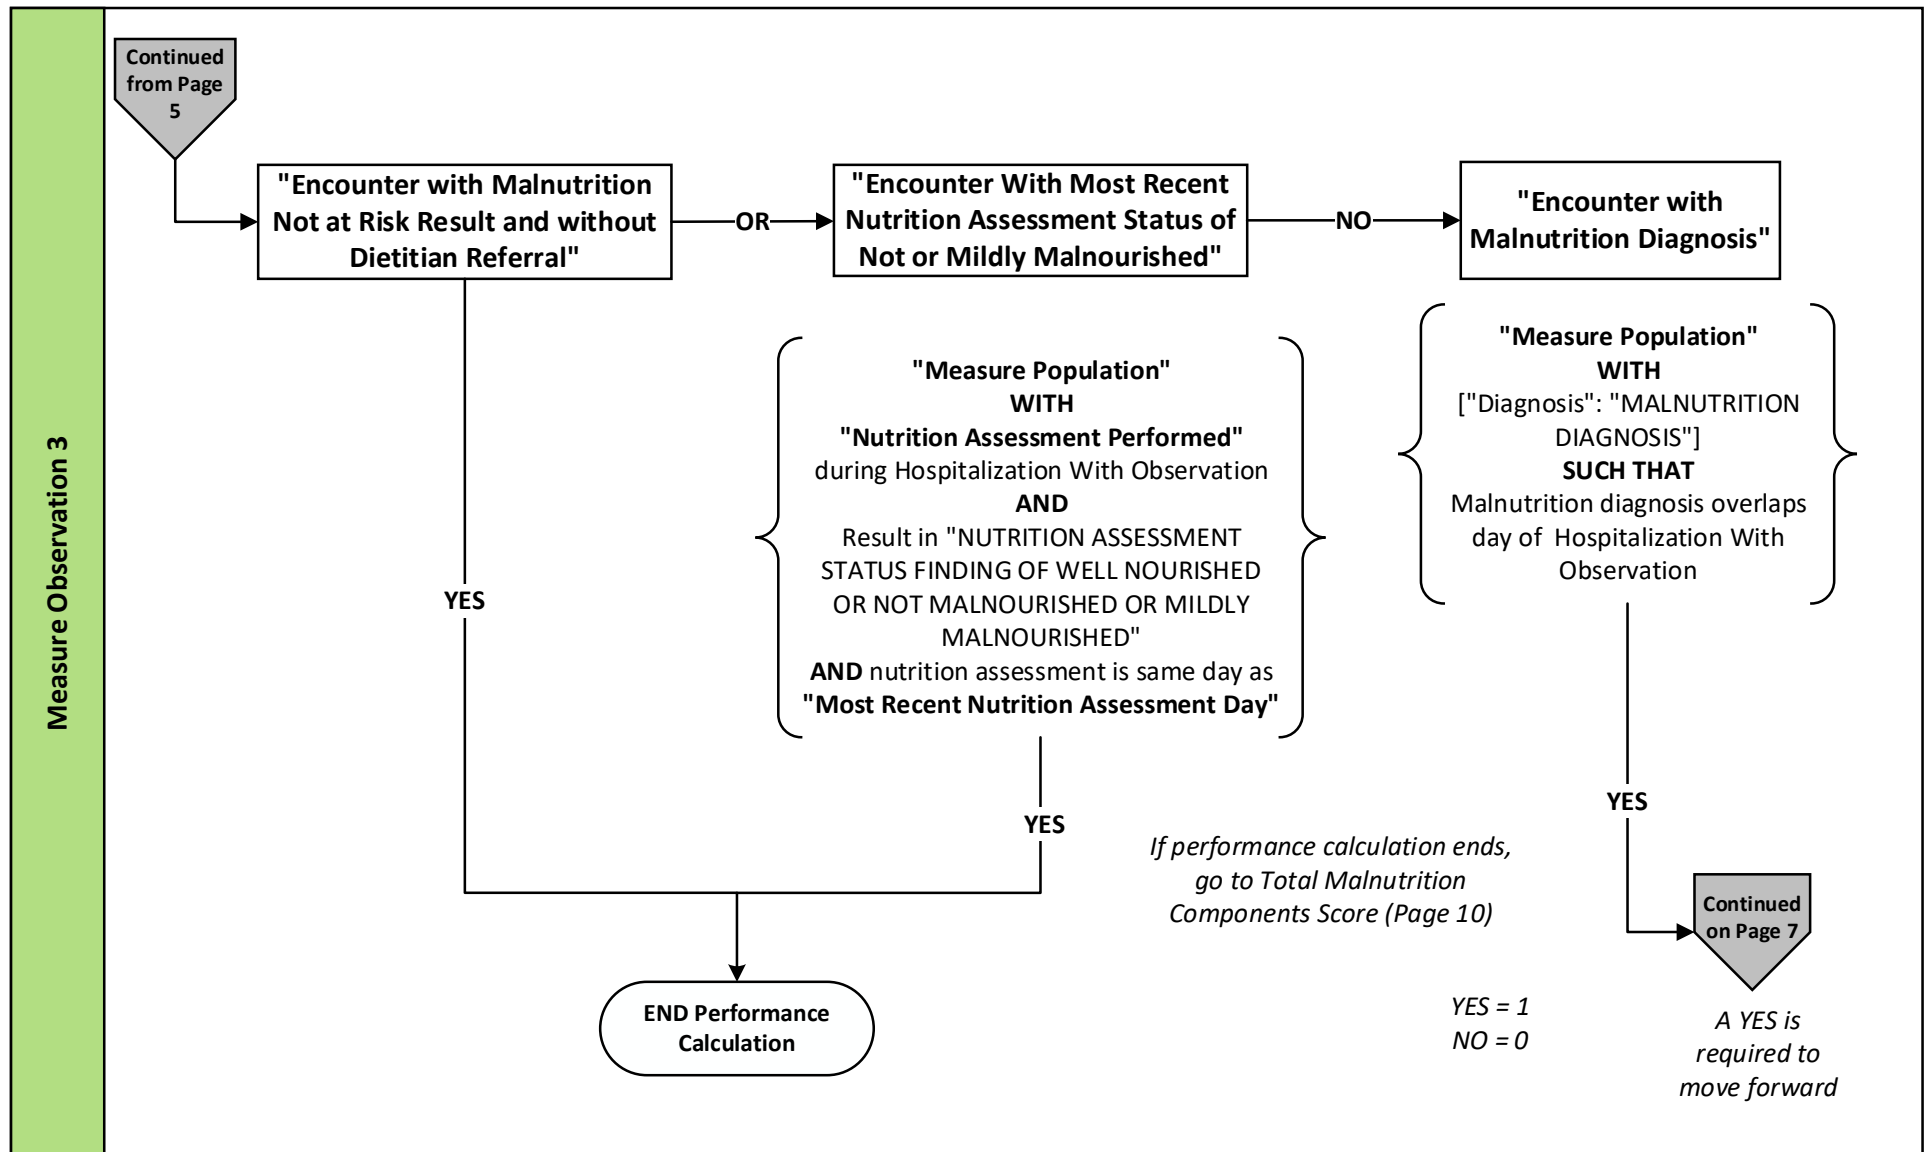 Measure Observation 3
Continued
from Page
5
"Encounter with Malnutrition
Not at Risk Result and without
Dietitian Referral"
OR
"Encounter With Most Recent
Nutrition Assessment Status of
Not or Mildly Malnourished"
NO
"Encounter with
Malnutrition Diagnosis"
"Measure Population"
WITH
"Nutrition Assessment Performed"
during Hospitalization With Observation
AND
Result in "NUTRITION ASSESSMENT
STATUS FINDING OF WELL NOURISHED
OR NOT MALNOURISHED OR MILDLY
MALNOURISHED"
AND nutrition assessment is same day as
"Most Recent Nutrition Assessment Day"
"Measure Population"
WITH
["Diagnosis": "MALNUTRITION
DIAGNOSIS"]
SUCH THAT
Malnutrition diagnosis overlaps
day of Hospitalization With
Observation
YES
YES
YES
If performance calculation ends,
go to Total Malnutrition
Components Score (Page 10)
Continued
on Page 7
END Performance
Calculation
YES = 1
NO = 0
A YES is
required to
move forward